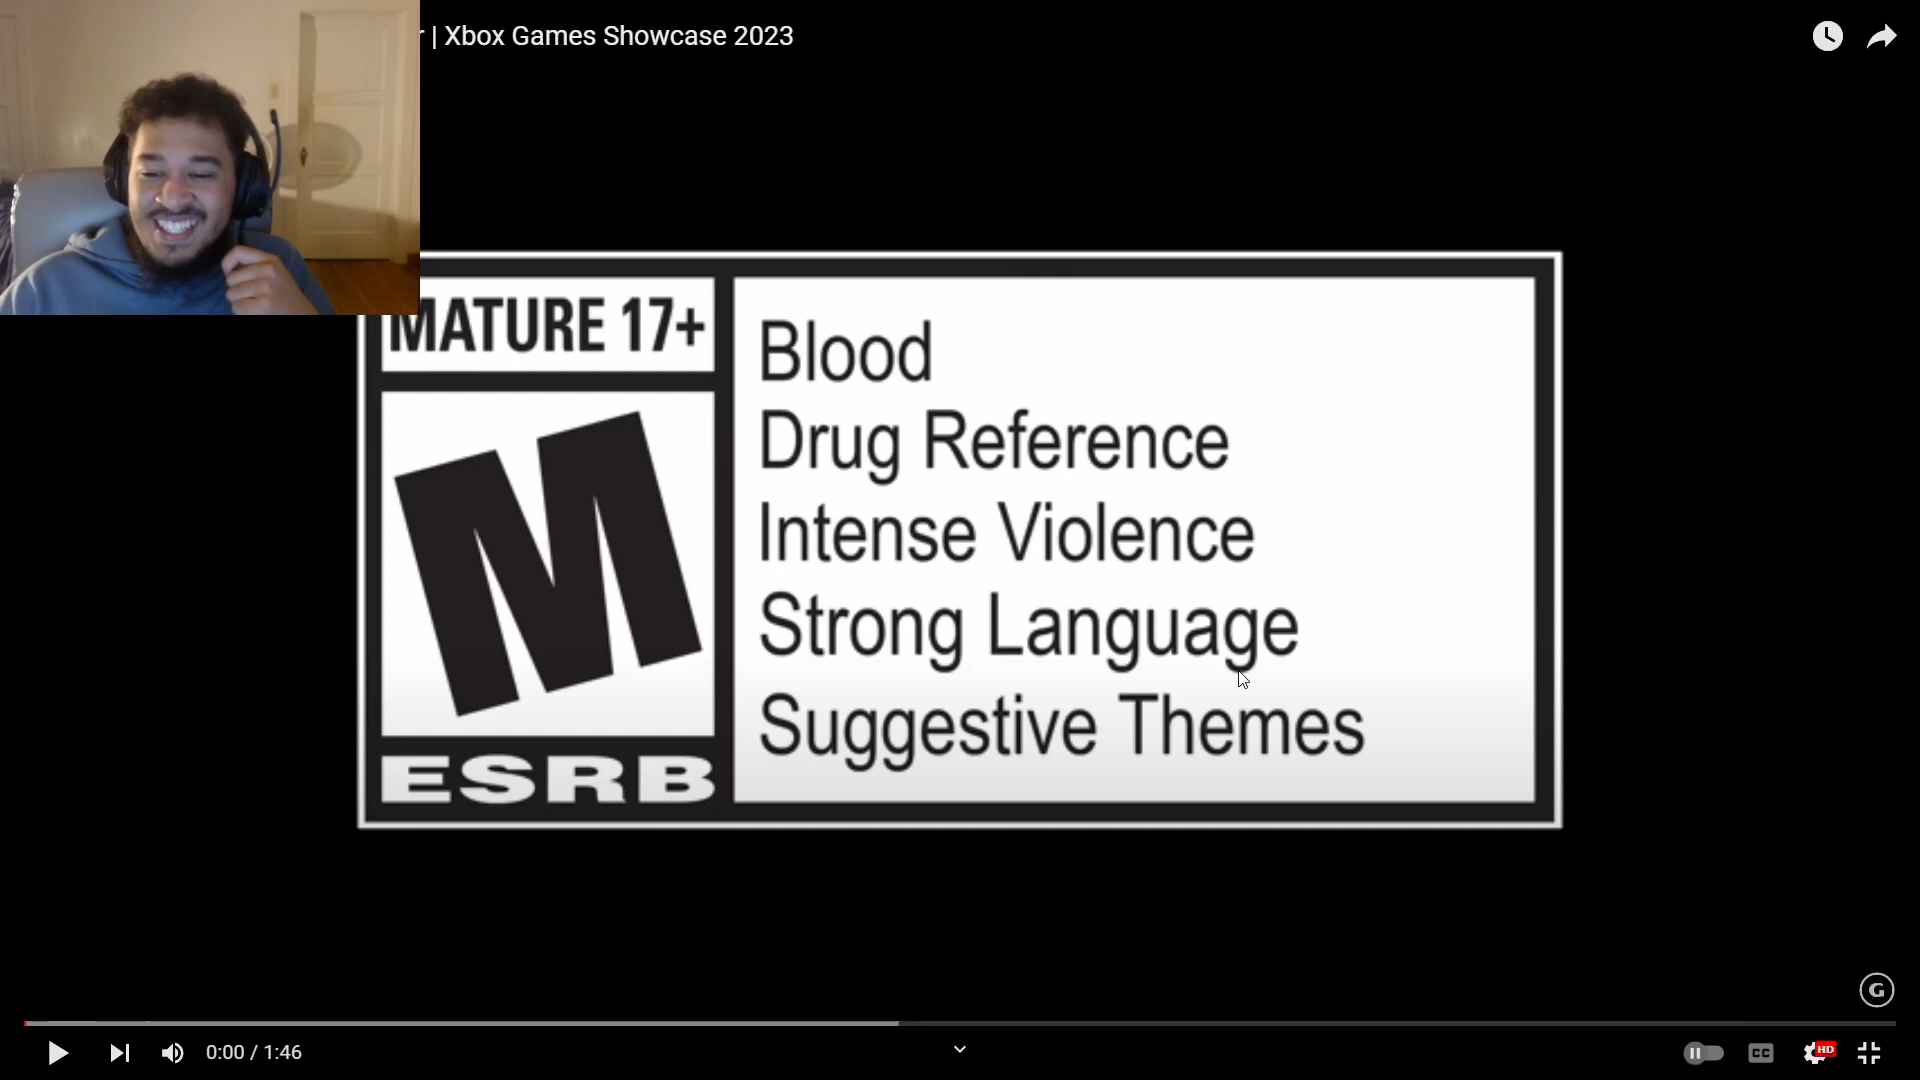 r | Xbox Games Showcase 2023
MATURE 17+
M
ESRB
Blood
Drug Reference
Intense Violence
Strong Language
Suggestive Themes
G
0:00 / 1:46
CC
HD